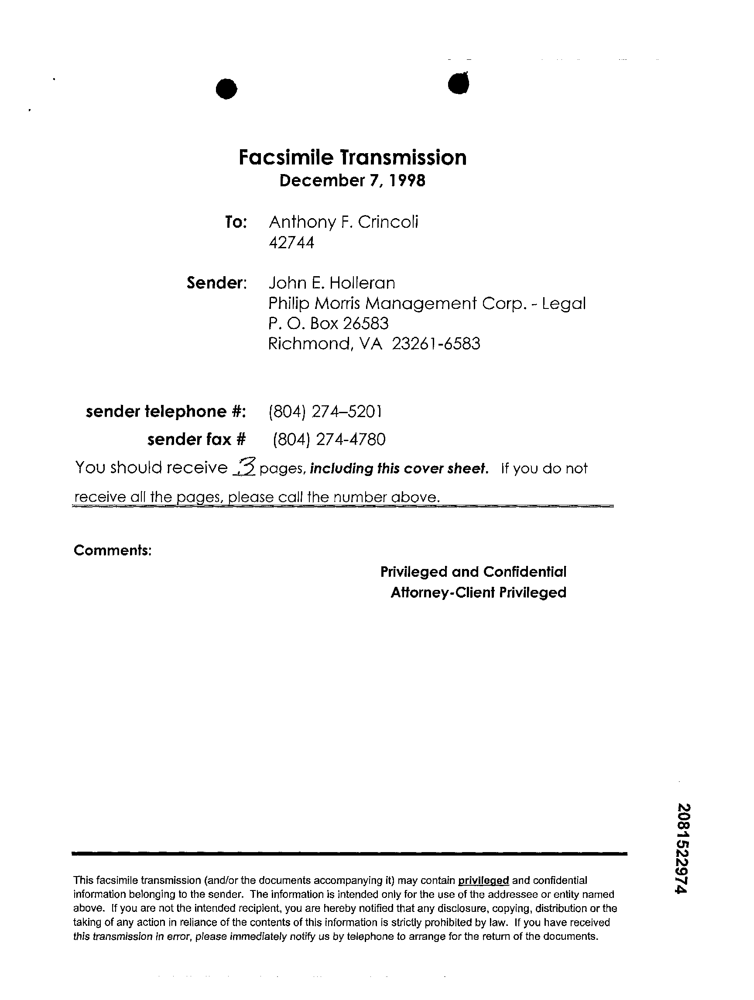 Facsimile Transmission
December 7, 1998
To: Anthony F. Crincoli
42744
Sender: John E. Holleran
Philip Morris Management Corp. - Legal
P. O. Box 26583
Richmond, VA 23261-6583
sender telephone #: (804) 274–5201
sender fax # (804) 274-4780
You should receive 3 pages, including this cover sheet. If you do not
receive all the pages, please call the number above.
Comments:
Privileged and Confidential
Attorney-Client Privileged
2081522974
This facsimile transmission (and/or the documents accompanying it) may contain privileged and confidential
information belonging to the sender. The information is intended only for the use of the addressee or entity named
above. If you are not the intended recipient, you are hereby notified that any disclosure, copying, distribution or the
taking of any action in reliance of the contents of this information is strictly prohibited by law. If you have received
this transmission in error, please immediately notify us by telephone to arrange for the return of the documents.